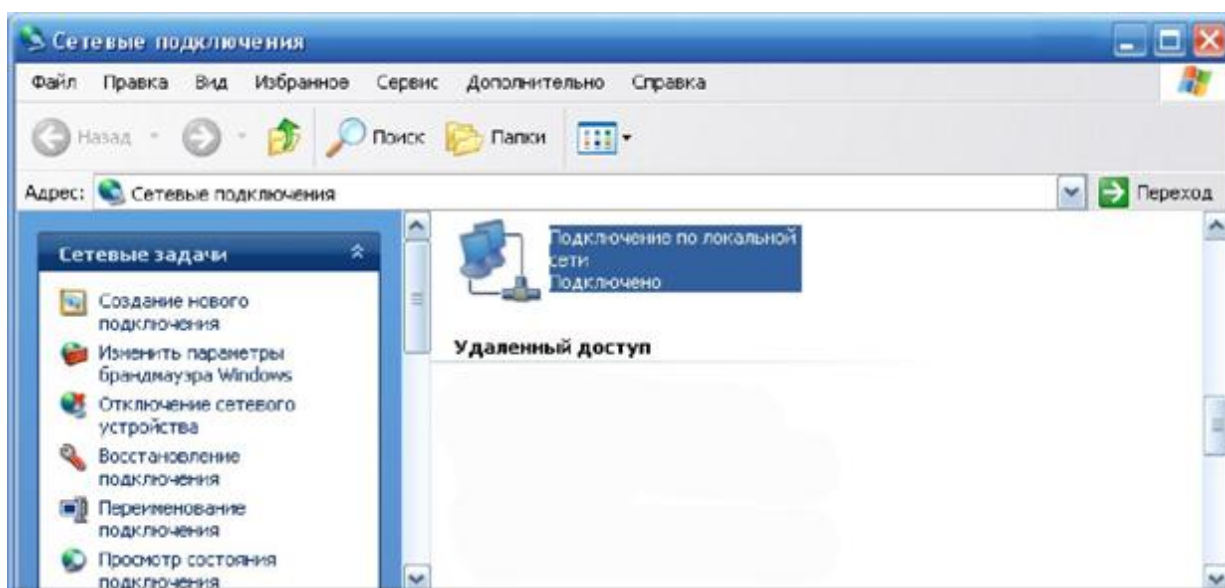 Сетевые подключения
Файл Правка Вид Избранное Сервис Дополнительно Справка
Назад Поиск Папки
Адрес: Сетевые подключения Переход
Сетевые задачи
Создание нового
подключения
Изменить параметры
брандмауэра Windows
Отключение сетевого
устройства
Восстановление
подключения
Переименование
подключения
Просмотр состояния
подключения
Подключение по локальной
сети
Подключено
Удаленный доступ